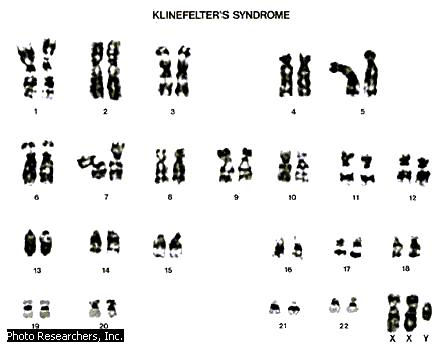 KLINEFELTER'S SYNDROME
1 2 3 4 5
6 7 8 9 10 11 12
13 14 15 16 17 18
19 20 21 22
X X Y
Photo Researchers, Inc.